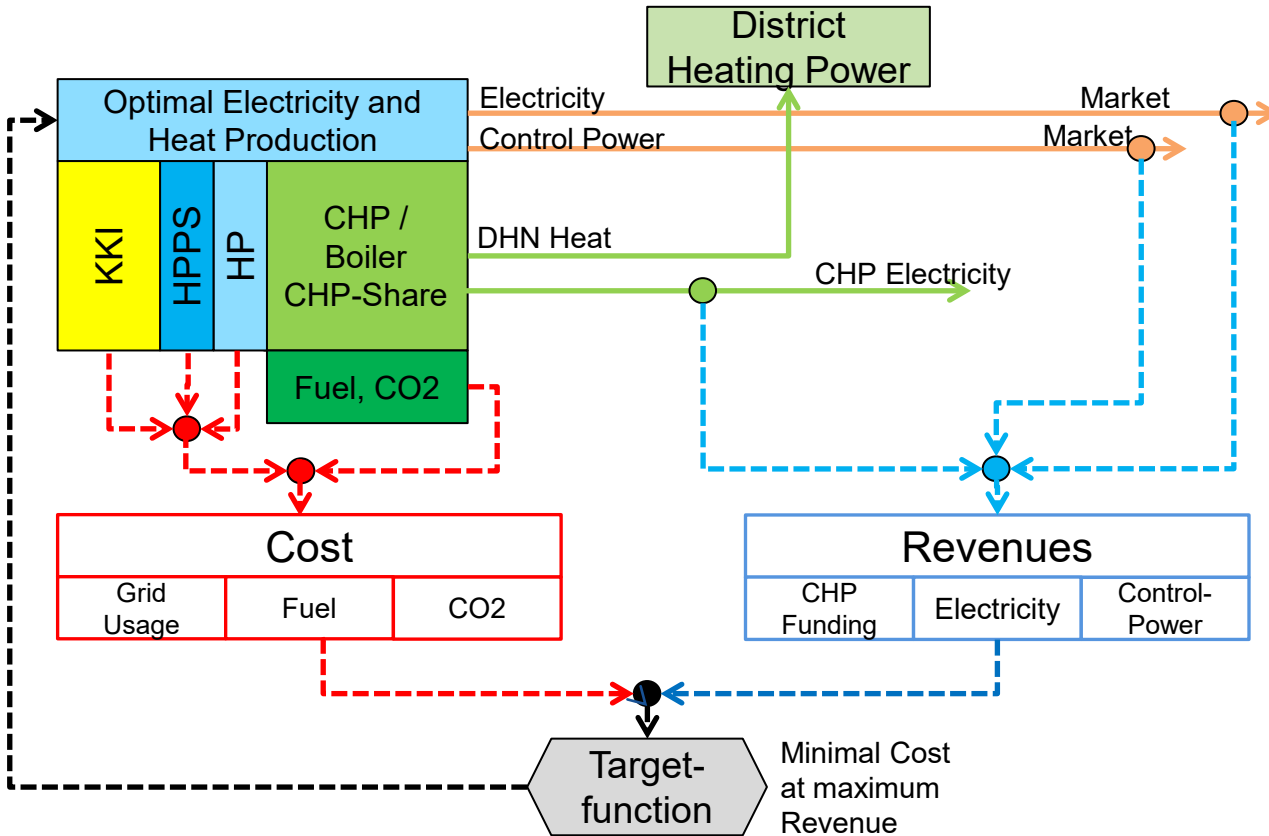 District
Heating Power
Optimal Electricity and
Heat Production
Electricity
Market
Control Power
Market
KKI
HPPS
HP
CHP /
Boiler
CHP-Share
DHN Heat
CHP Electricity
Fuel, CO2
Cost
Grid
Usage
Fuel
CO2
Revenues
CHP
Funding
Electricity
Control-
Power
Target-
function
Minimal Cost
at maximum
Revenue